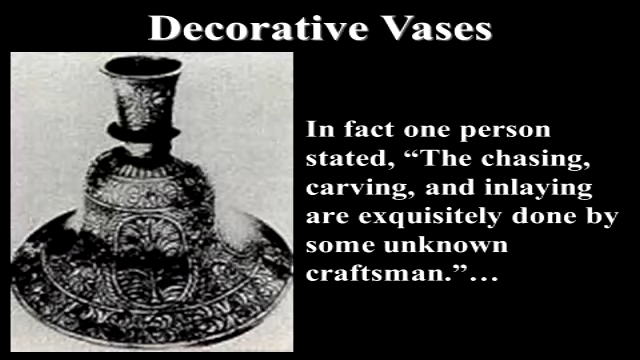 Decorative Vases
In fact one person
stated, “The chasing,
carving, and inlaying
are exquisitely done by
some unknown
craftsman.”…